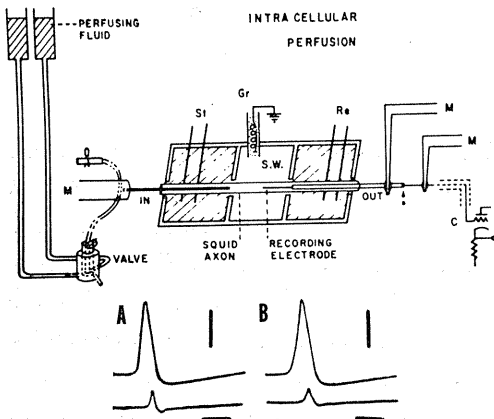 INTRA CELLULAR
PERFUSION
PERFUSING
FLUID
Gr
St
Re
M
M
S.W.
M
IN
OUT
C
SQUID
AXON
RECORDING
ELECTRODE
VALVE
A
B